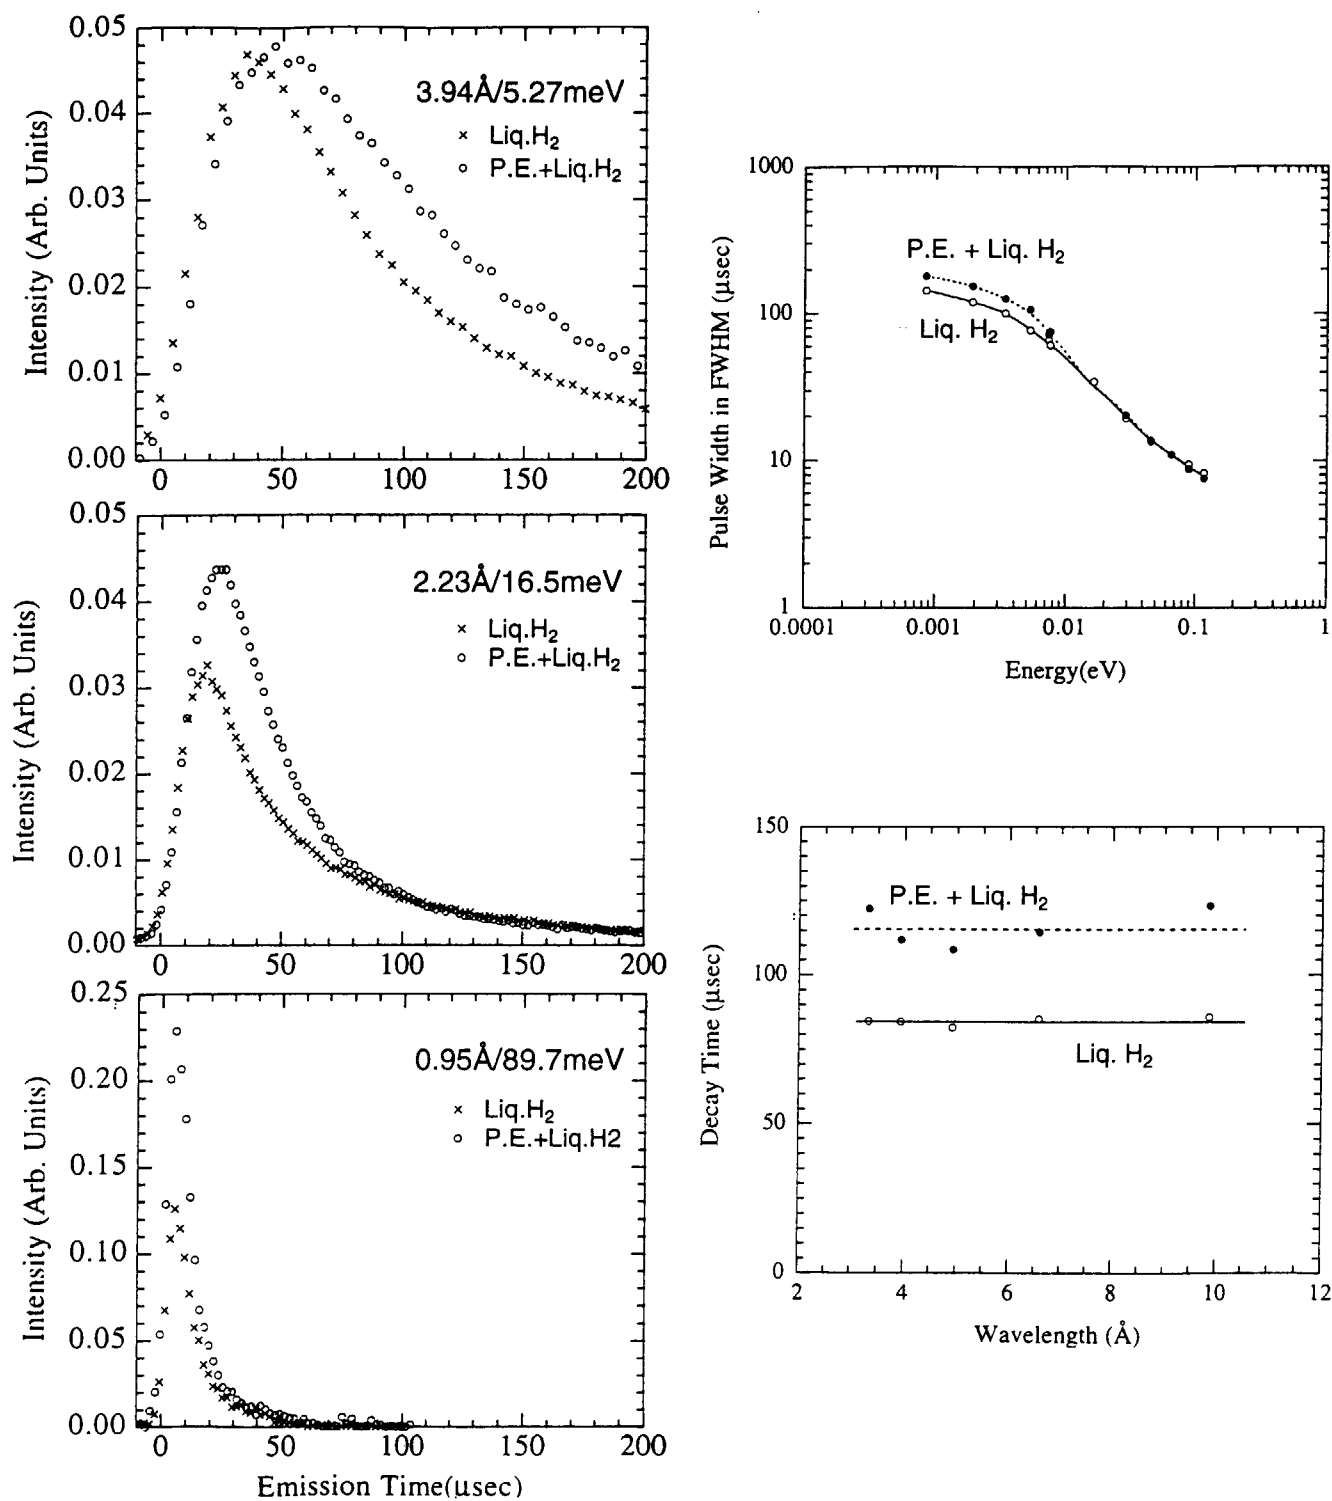 0.05
0.04
0.03
0.02
0.01
0.00
Intensity (Arb. Units)
3.94Å/5.27meV
× Liq.H₂
○ P.E.+Liq.H₂
0 50 100 150 200
0.05
0.04
0.03
0.02
0.01
0.00
Intensity (Arb. Units)
2.23Å/16.5meV
× Liq.H₂
○ P.E.+Liq.H₂
0 50 100 150 200
0.25
0.20
0.15
0.10
0.05
0.00
Intensity (Arb. Units)
0.95Å/89.7meV
× Liq.H₂
○ P.E.+Liq.H2
0 50 100 150 200
Emission Time(μsec)
1000
100
10
1
Pulse Width in FWHM (μsec)
P.E. + Liq. H₂
Liq. H₂
0.0001 0.001 0.01 0.1 1
Energy(eV)
150
100
50
0
Decay Time (μsec)
P.E. + Liq. H₂
Liq. H₂
2 4 6 8 10 12
Wavelength (Å)